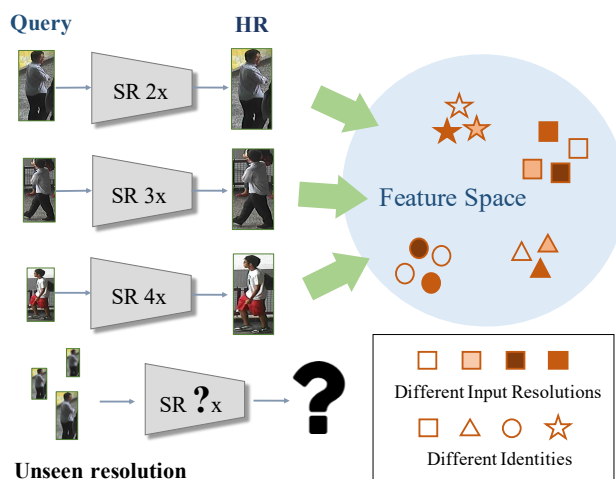 Query
HR
SR 2x
SR 3x
Feature Space
SR 4x
SR ? x
?
Different Input Resolutions
Different Identities
Unseen resolution